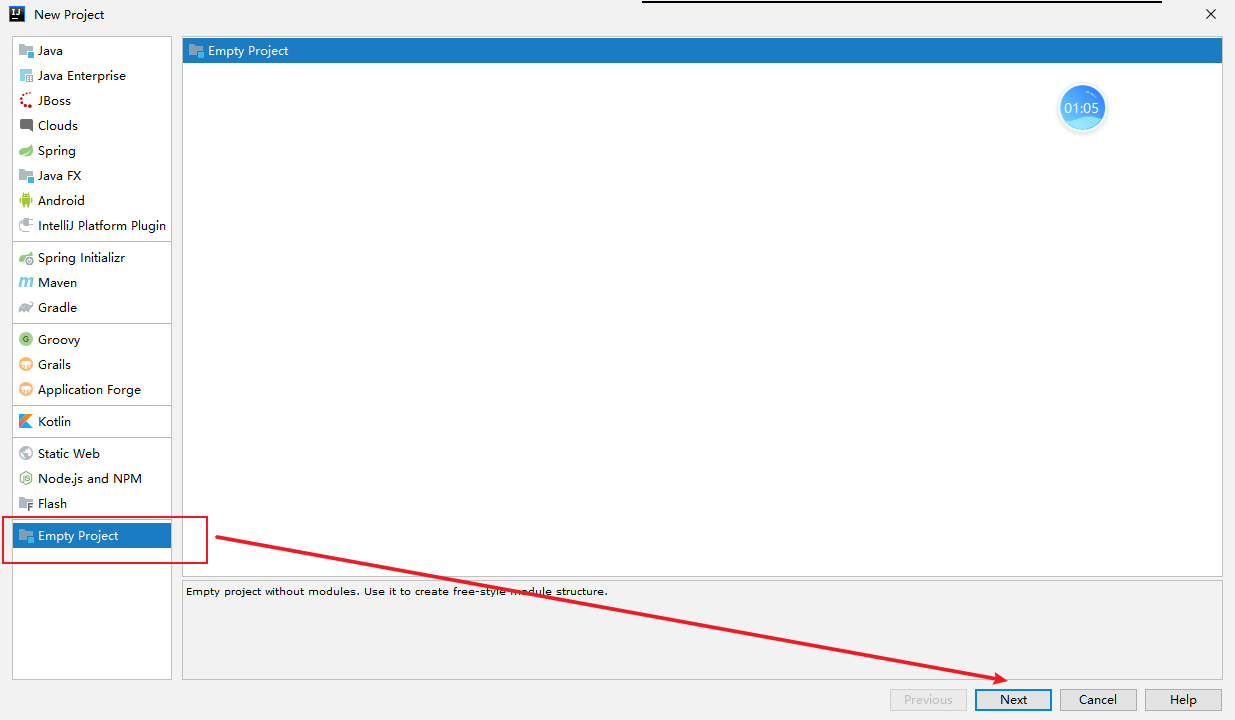 New Project
Java
Java Enterprise
JBoss
Clouds
Spring
Java FX
Android
IntelliJ Platform Plugin
Spring Initializr
Maven
Gradle
Groovy
Grails
Application Forge
Kotlin
Static Web
Node.js and NPM
Flash
Empty Project
Empty Project
01:05
Empty project without modules. Use it to create free-style module structure.
Previous
Next
Cancel
Help